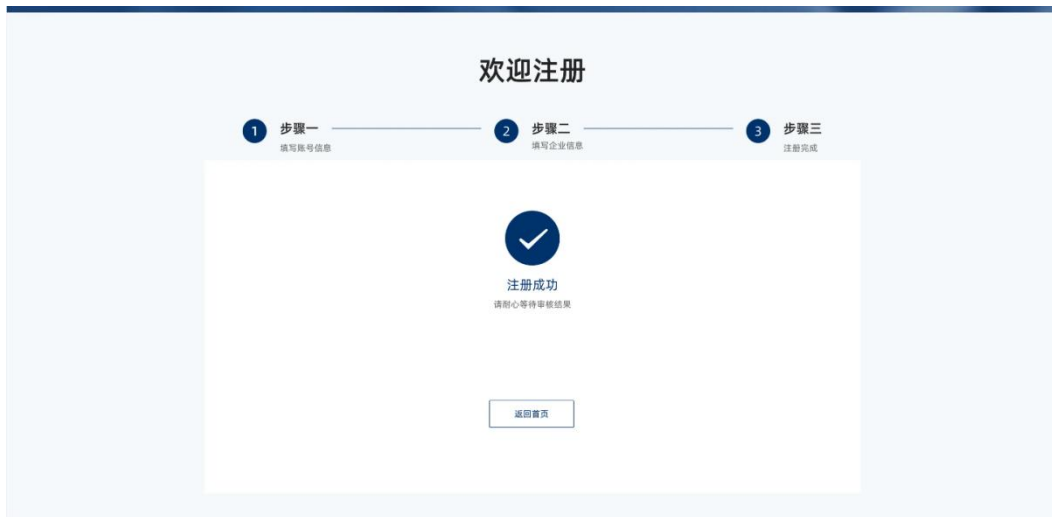 欢迎注册
1 步骤一
填写账号信息
2 步骤二
填写企业信息
3 步骤三
注册完成
注册成功
请耐心等待审核结果
返回首页